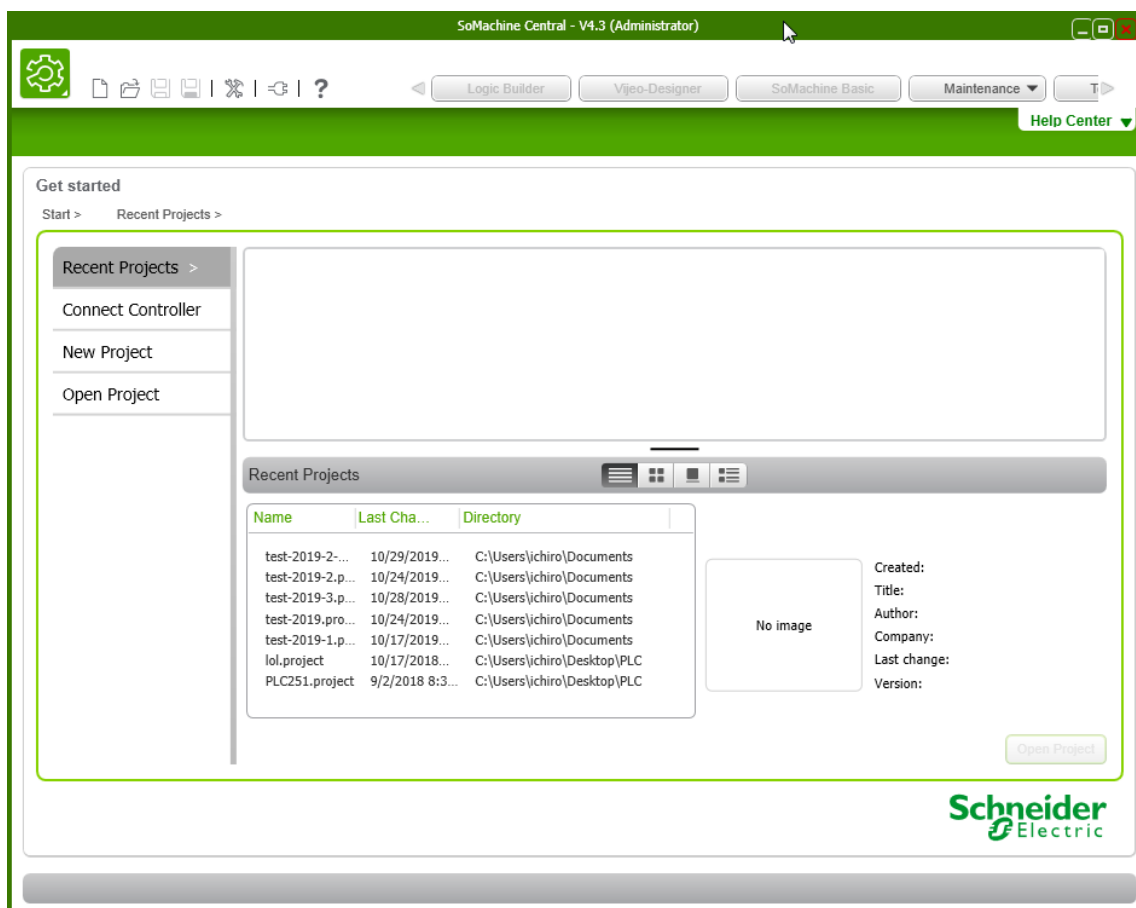 SoMachine Central - V4.3 (Administrator)
? Logic Builder Vijeo-Designer SoMachine Basic Maintenance
Help Center
Get started
Start > Recent Projects >
Recent Projects >
Connect Controller
New Project
Open Project
Recent Projects
Name Last Cha... Directory
test-2019-2-... 10/29/2019... C:\Users\ichiro\Documents
test-2019-2.p... 10/24/2019... C:\Users\ichiro\Documents
test-2019-3.p... 10/28/2019... C:\Users\ichiro\Documents
test-2019.pro... 10/24/2019... C:\Users\ichiro\Documents
test-2019-1.p... 10/17/2019... C:\Users\ichiro\Documents
lol.project 10/17/2018... C:\Users\ichiro\Desktop\PLC
PLC251.project 9/2/2018 8:3... C:\Users\ichiro\Desktop\PLC
No image
Created:
Title:
Author:
Company:
Last change:
Version:
Open Project
Schneider
Electric